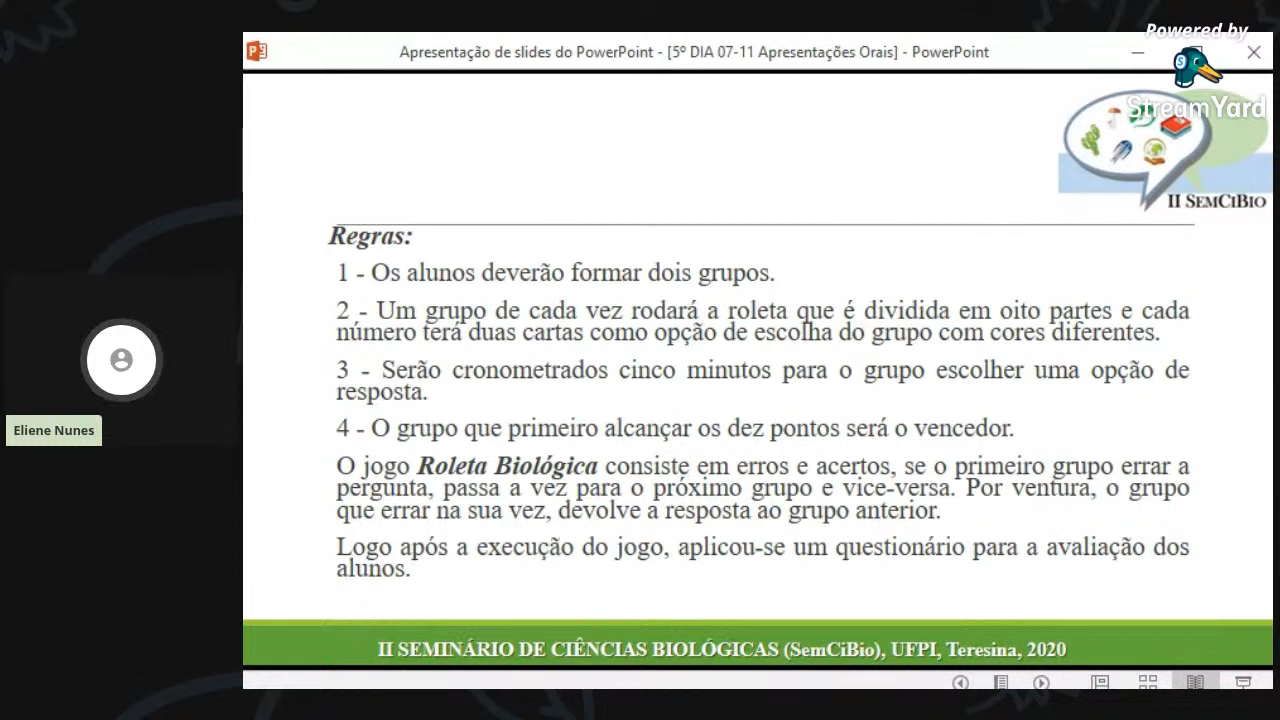 Powered by
Apresentação de slides do PowerPoint - [5º DIA 07-11 Apresentações Orais] - PowerPoint
StreamYard
II SEMCIBIO
Regras:
1 - Os alunos deverão formar dois grupos.
2 - Um grupo de cada vez rodará a roleta que é dividida em oito partes e cada
número terá duas cartas como opção de escolha do grupo com cores diferentes.
3 - Serão cronometrados cinco minutos para o grupo escolher uma opção de
resposta.
4 - O grupo que primeiro alcançar os dez pontos será o vencedor.
O jogo Roleta Biológica consiste em erros e acertos, se o primeiro grupo errar a
pergunta, passa a vez para o próximo grupo e vice-versa. Por ventura, o grupo
que errar na sua vez, devolve a resposta ao grupo anterior.
Logo após a execução do jogo, aplicou-se um questionário para a avaliação dos
alunos.
Eliene Nunes
II SEMINÁRIO DE CIÊNCIAS BIOLÓGICAS (SemCiBio), UFPI, Teresina, 2020